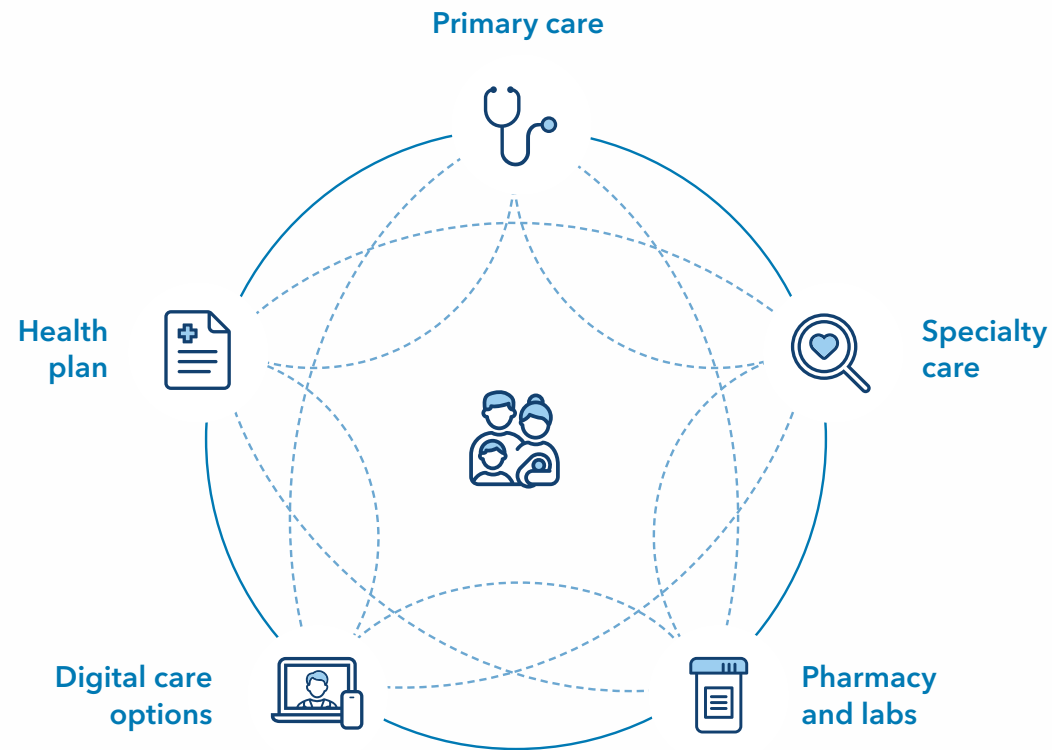 Primary care
Health
plan
Specialty
care
Digital care
options
Pharmacy
and labs